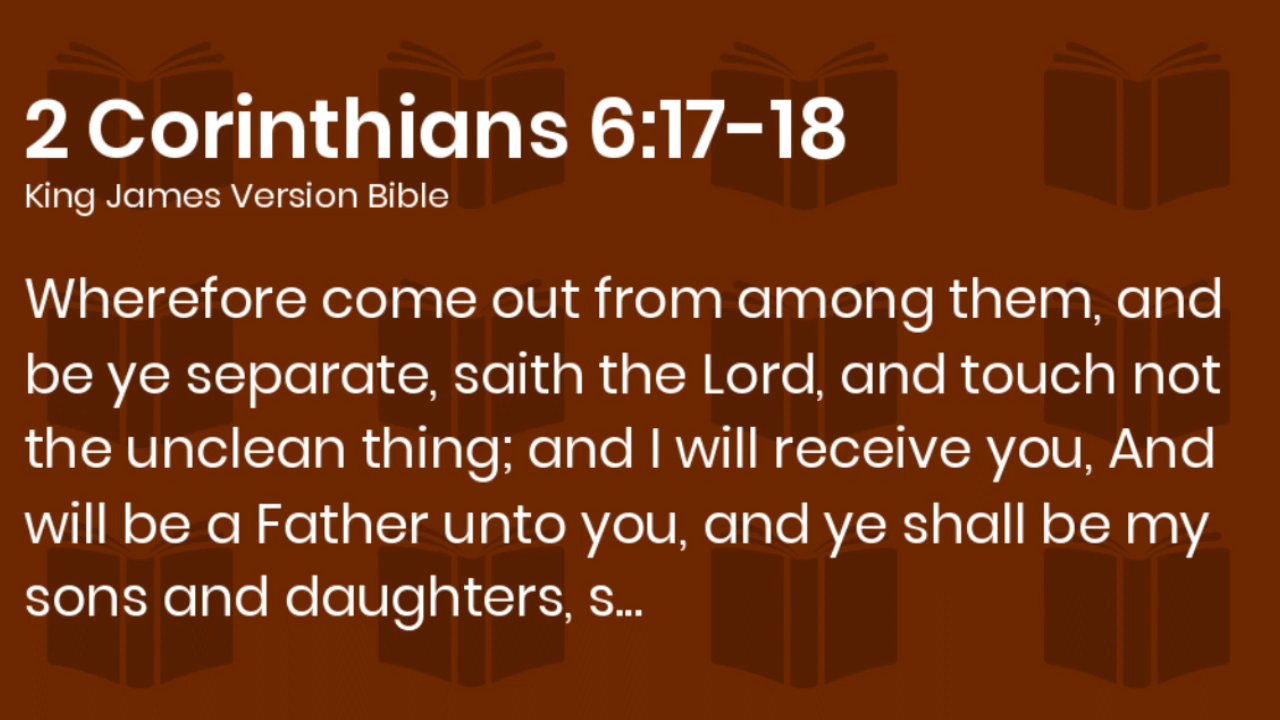 2 Corinthians 6:17-18
King James Version Bible
Wherefore come out from among them, and
be ye separate, saith the Lord, and touch not
the unclean thing; and I will receive you, And
will be a Father unto you, and ye shall be my
sons and daughters, s...